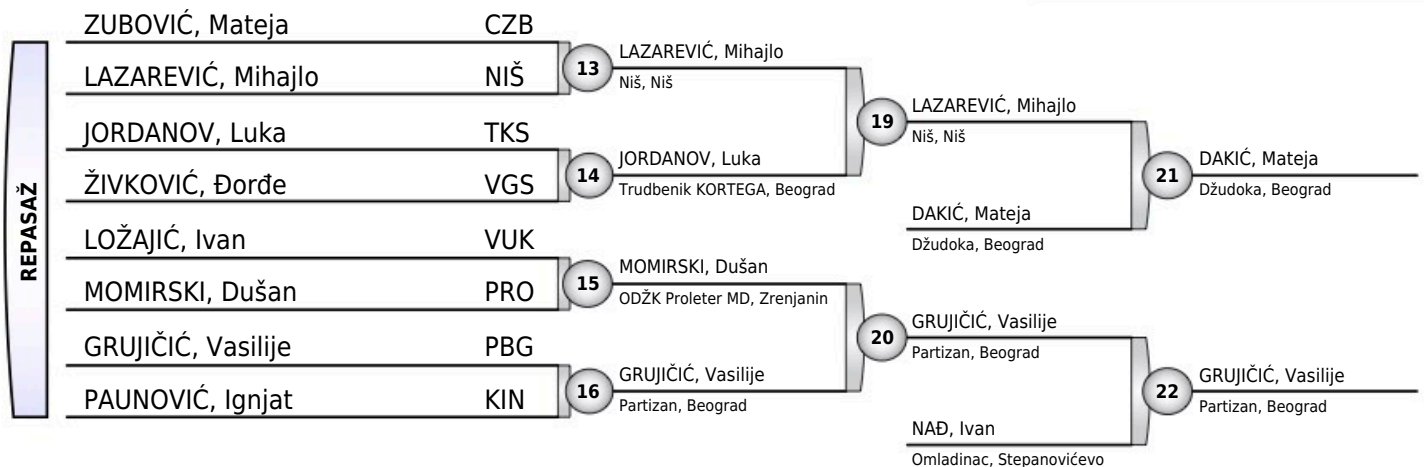 REPASAŽ
ZUBOVIĆ, Mateja CZB
LAZAREVIĆ, Mihajlo NIŠ
JORDANOV, Luka TKS
ŽIVKOVIĆ, Đorđe VGS
LOŽAJIĆ, Ivan VUK
MOMIRSKI, Dušan PRO
GRUJIČIĆ, Vasilije PBG
PAUNOVIĆ, Ignjat KIN
13
LAZAREVIĆ, Mihajlo
Niš, Niš
14
JORDANOV, Luka
Trudbenik KORTEGA, Beograd
15
MOMIRSKI, Dušan
ODŽK Proleter MD, Zrenjanin
16
GRUJIČIĆ, Vasilije
Partizan, Beograd
19
LAZAREVIĆ, Mihajlo
Niš, Niš
DAKIĆ, Mateja
Džudoka, Beograd
20
GRUJIČIĆ, Vasilije
Partizan, Beograd
NAĐ, Ivan
Omladinac, Stepanovićevo
21
DAKIĆ, Mateja
Džudoka, Beograd
22
GRUJIČIĆ, Vasilije
Partizan, Beograd